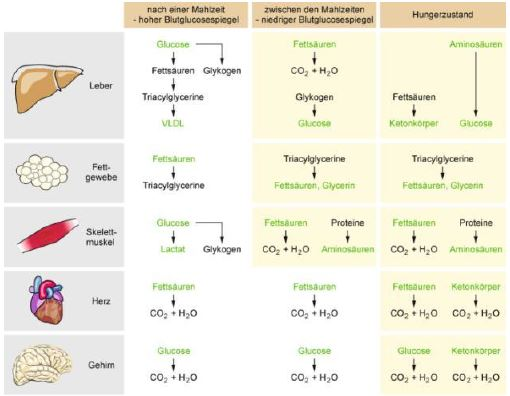 nach einer Mahlzeit
- hoher Blutglucosespiegel
zwischen den Mahlzeiten
- niedriger Blutglucosespiegel
Hungerzustand
Leber
Glucose
Fettsäuren
Glykogen
Triacylglycerine
VLDL
Fettsäuren
CO2 + H2O
Glykogen
Glucose
Aminosäuren
Fettsäuren
Ketonkörper
Glucose
Fett-
gewebe
Fettsäuren
Triacylglycerine
Triacylglycerine
Fettsäuren, Glycerin
Triacylglycerine
Fettsäuren, Glycerin
Skelett-
muskel
Glucose
Lactat
Glykogen
Fettsäuren
Proteine
CO2 + H2O
Aminosäuren
Fettsäuren
Proteine
CO2 + H2O
Aminosäuren
Herz
Fettsäuren
CO2 + H2O
Fettsäuren
CO2 + H2O
Fettsäuren
Ketonkörper
CO2 + H2O
CO2 + H2O
Gehirn
Glucose
CO2 + H2O
Glucose
CO2 + H2O
Glucose
Ketonkörper
CO2 + H2O
CO2 + H2O